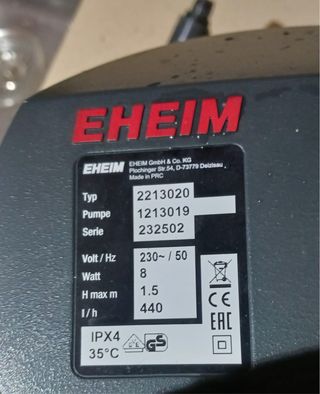 EHEIM
EHEIM EHEIM GmbH & Co. KG
Plochinger Str.54, D-73779 Deizisau
Made in PRC
Typ 2213020
Pumpe 1213019
Serie 232502
Volt / Hz 230~ / 50
Watt 8
H max m 1.5
l / h 440
IPX4
35°C
GS
CE
EAC